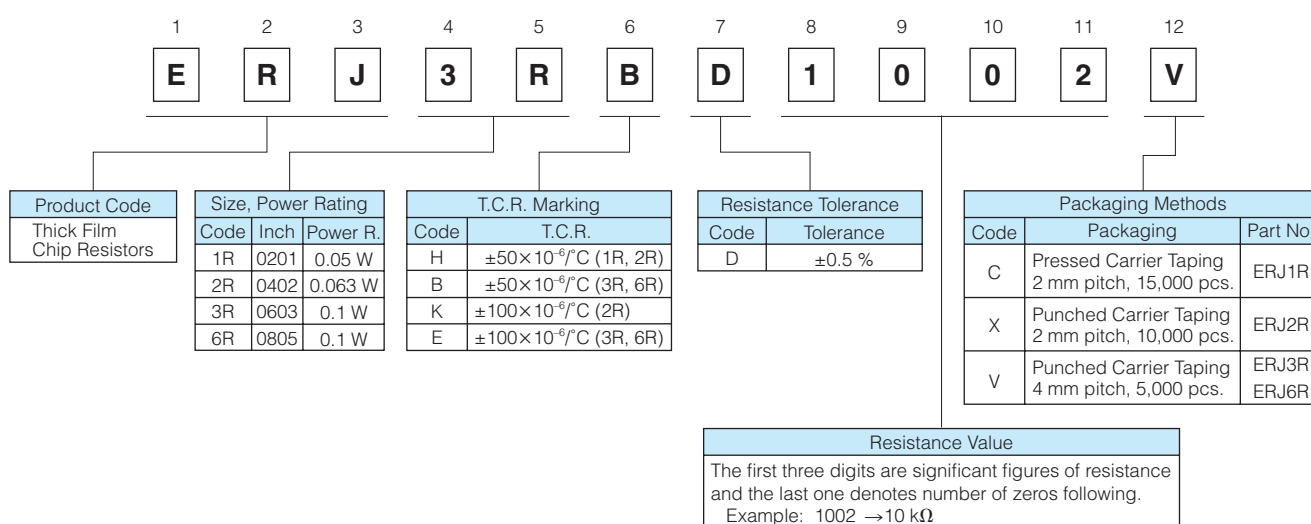 1 2 3 4 5 6 7 8 9 10 11 12
E R J 3 R B D 1 0 0 2 V
Product Code
Thick Film
Chip Resistors
Size, Power Rating
Code Inch Power R.
1R 0201 0.05 W
2R 0402 0.063 W
3R 0603 0.1 W
6R 0805 0.1 W
T.C.R. Marking
Code T.C.R.
H ±50×10⁻⁶/°C (1R, 2R)
B ±50×10⁻⁶/°C (3R, 6R)
K ±100×10⁻⁶/°C (2R)
E ±100×10⁻⁶/°C (3R, 6R)
Resistance Tolerance
Code Tolerance
D ±0.5 %
Packaging Methods
Code Packaging Part No
C Pressed Carrier Taping
2 mm pitch, 15,000 pcs. ERJ1R
X Punched Carrier Taping
2 mm pitch, 10,000 pcs. ERJ2R
V Punched Carrier Taping ERJ3R
4 mm pitch, 5,000 pcs. ERJ6R
Resistance Value
The first three digits are significant figures of resistance
and the last one denotes number of zeros following.
Example: 1002 →10 kΩ